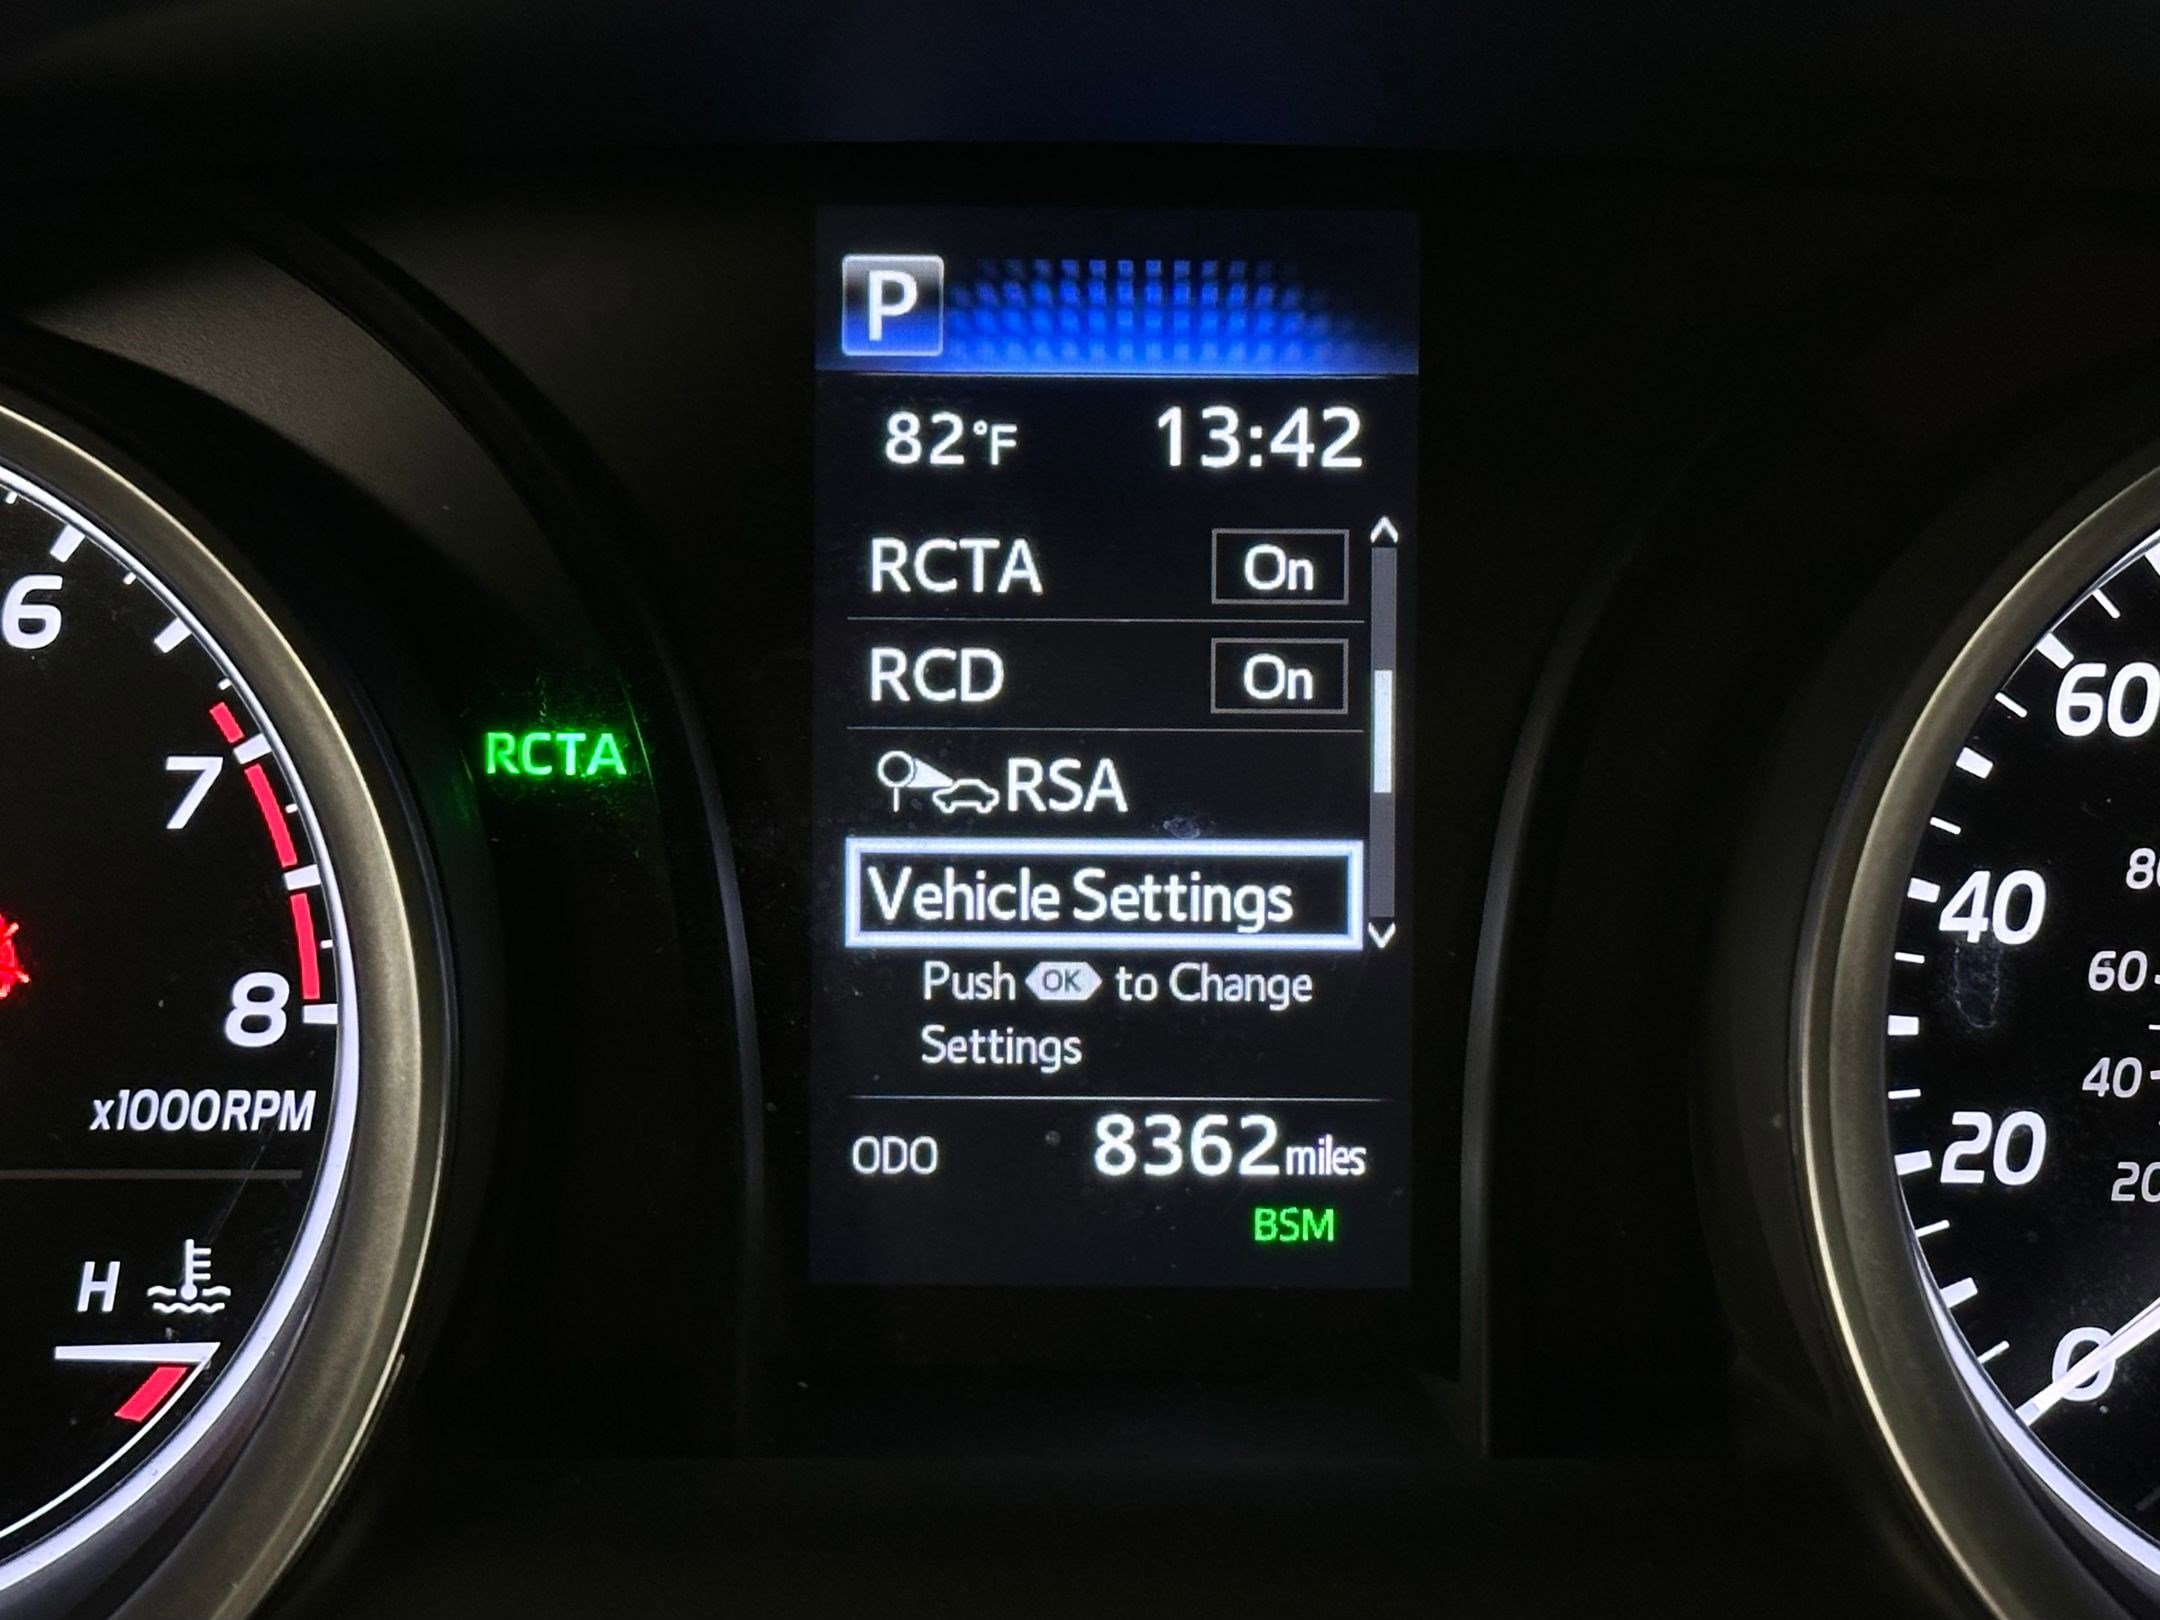 P
82°F 13:42
RCTA On
RCD On
RSA
Vehicle Settings
Push OK to Change
Settings
ODO 8362 miles
BSM
RCTA
6
7
8
x1000RPM
H
60
40
20
0
60
40
20